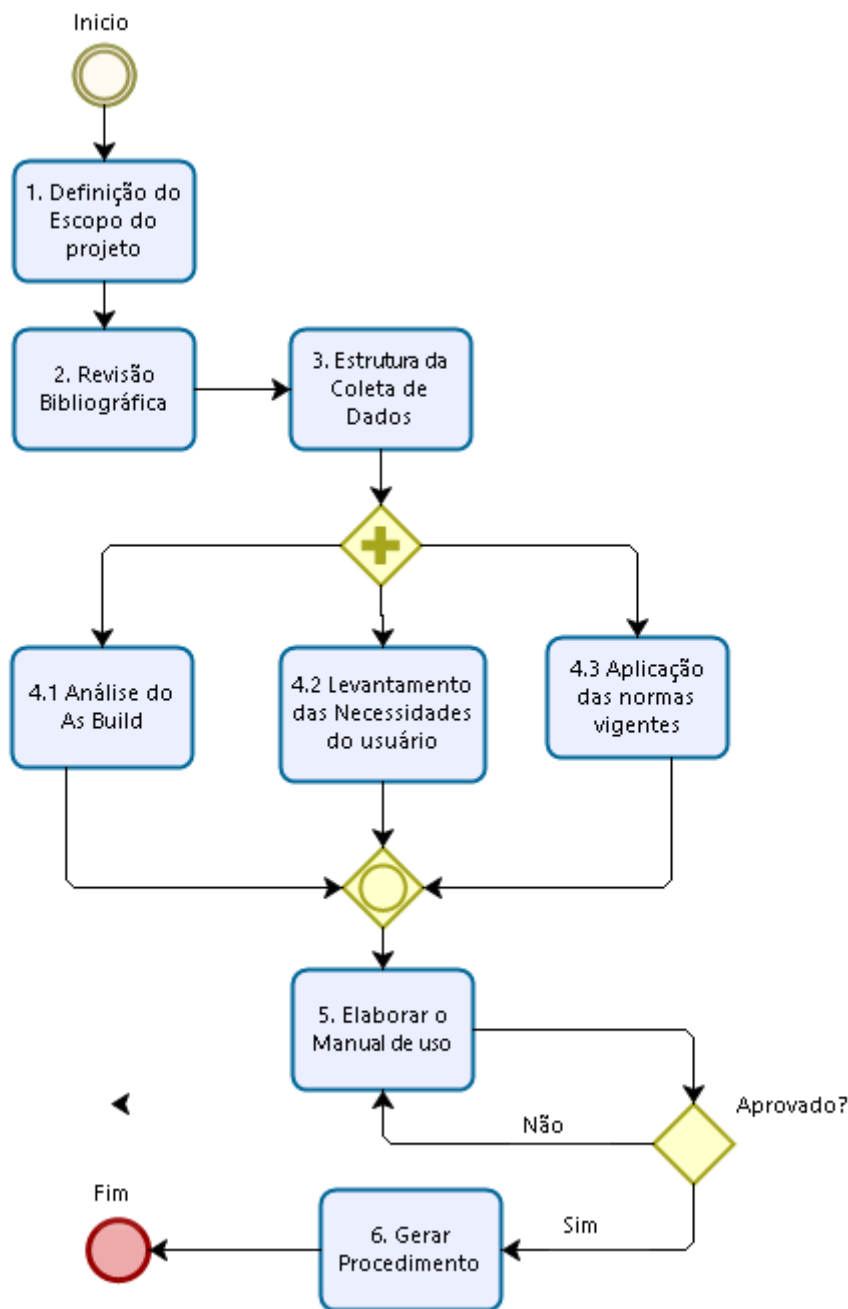 Inicio
1. Definição do
Escopo do
projeto
2. Revisão
Bibliográfica
3. Estrutura da
Coleta de
Dados
4.1 Análise do
As Build
4.2 Levantamento
das Necessidades
do usuário
4.3 Aplicação
das normas
vigentes
5. Elaborar o
Manual de uso
Aprovado?
Não
Sim
6. Gerar
Procedimento
Fim